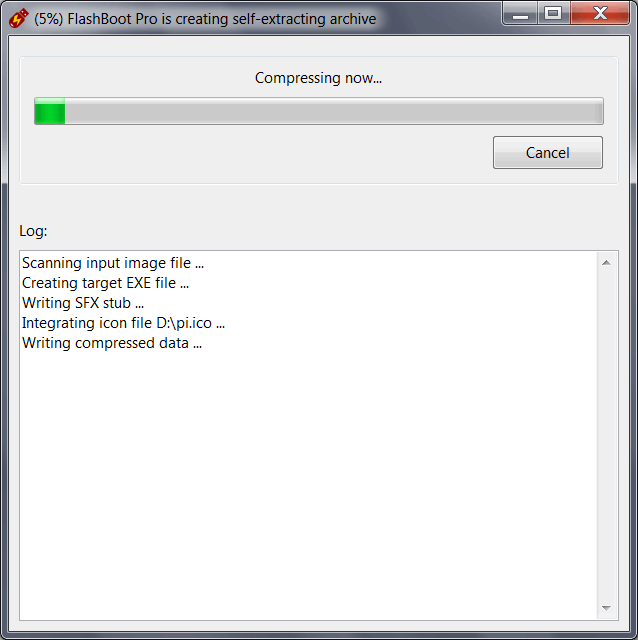 (5%) FlashBoot Pro is creating self-extracting archive
Compressing now...
Cancel
Log:
Scanning input image file ...
Creating target EXE file ...
Writing SFX stub ...
Integrating icon file D:\pi.ico ...
Writing compressed data ...